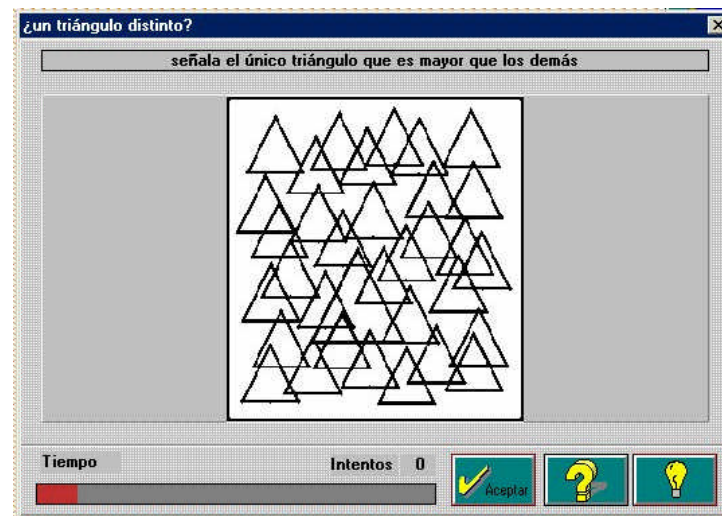 ¿un triángulo distinto?
señala el único triángulo que es mayor que los demás
Tiempo
Intentos 0
Aceptar